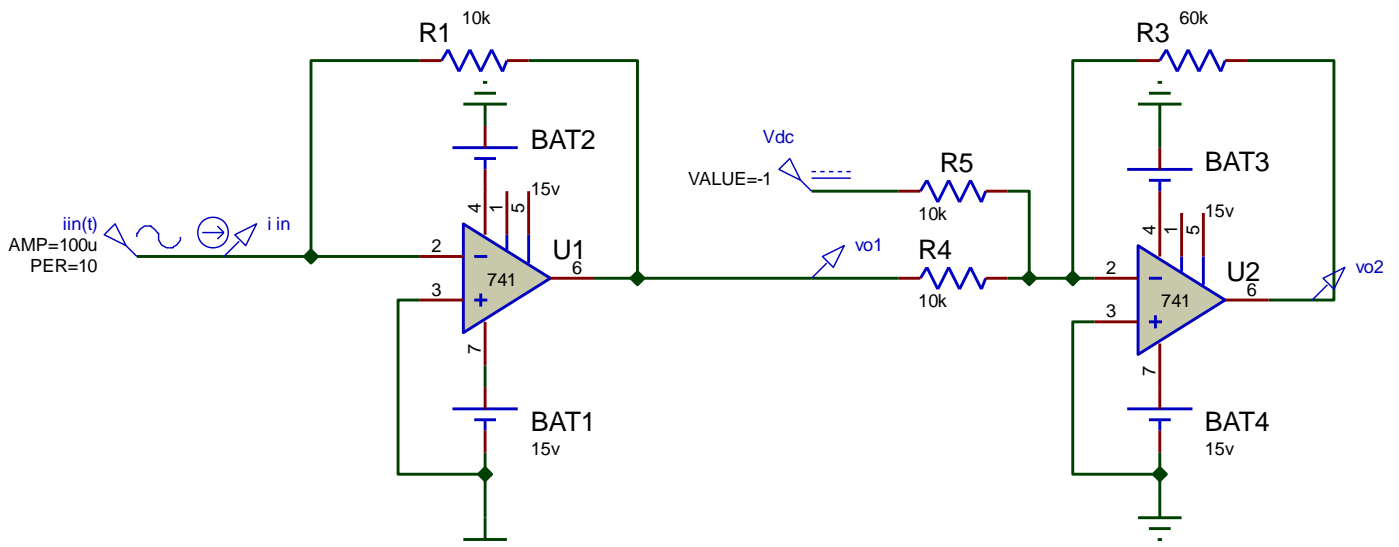 R1
10k
BAT2
15v
4
1
5
iin(t)
AMP=100u
PER=10
i in
2
3
741
U1
6
7
BAT1
15v
Vdc
VALUE=-1
R5
10k
vo1
R4
10k
R3
60k
BAT3
15v
4
1
5
2
3
741
U2
6
vo2
7
BAT4
15v